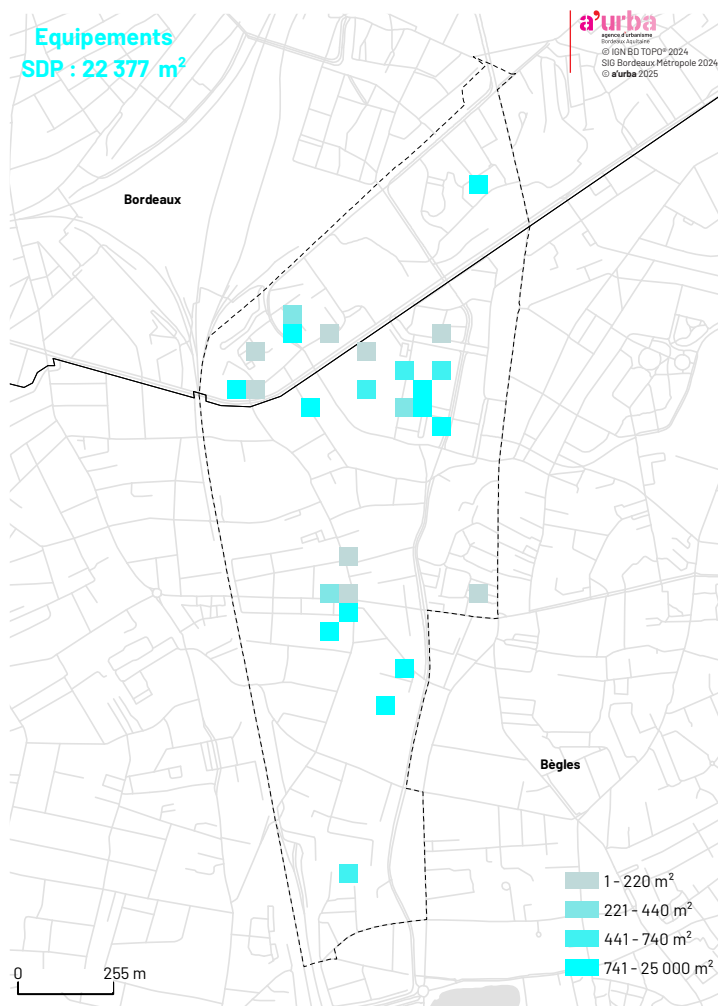 Equipements
SDP : 22 377 m²
a'urba
agence d'urbanisme
Bordeaux Aquitaine
© IGN BD TOPO® 2024
SIG Bordeaux Métropole 2024
© a'urba 2025
Bordeaux
Bègles
1 - 220 m²
221 - 440 m²
441 - 740 m²
741 - 25 000 m²
0 255 m